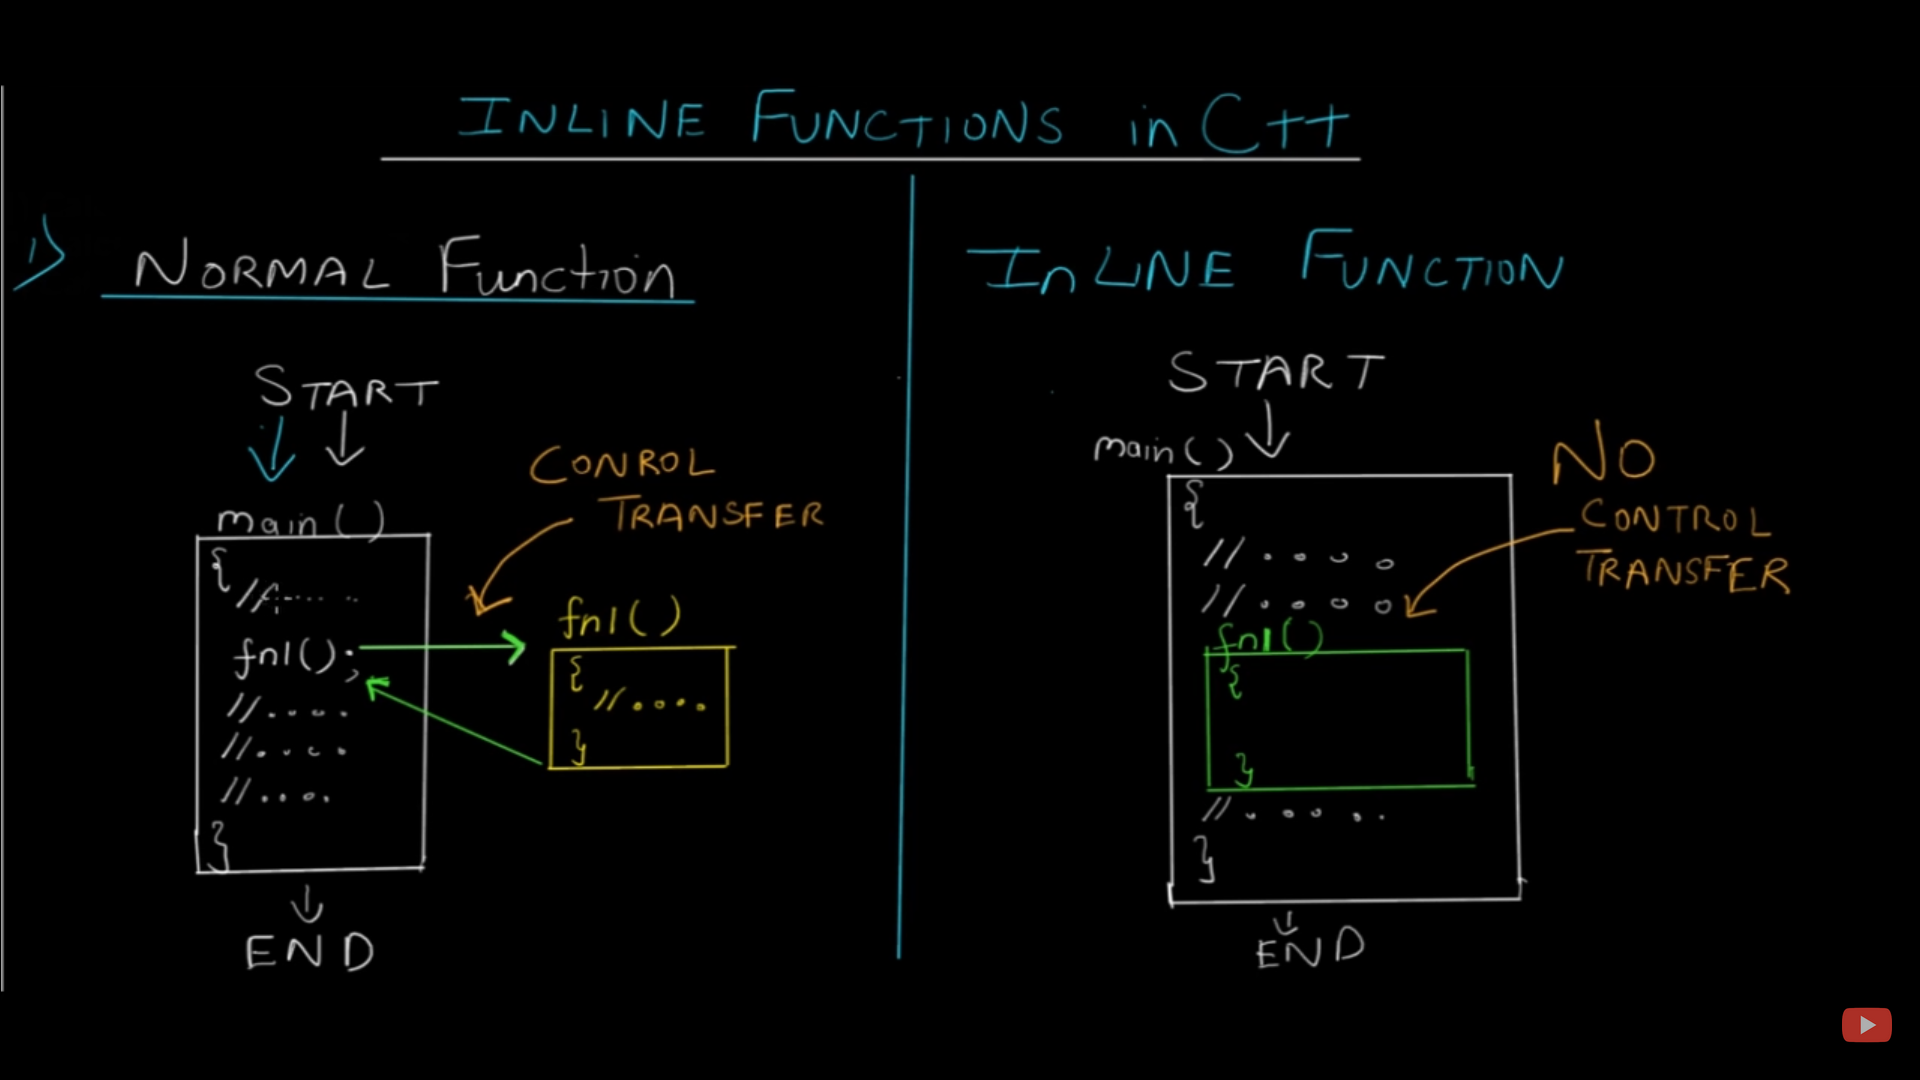 INLINE FUNCTIONS in C++
1)
NORMAL Function
START
main()
{
//......
fn1();
//....
//....
//....
}
END
CONROL
TRANSFER
fn1()
{
//....
}
INLINE FUNCTION
START
main()
{
//....
//....
fn1()
{
}
//.....
}
END
NO
CONTROL
TRANSFER